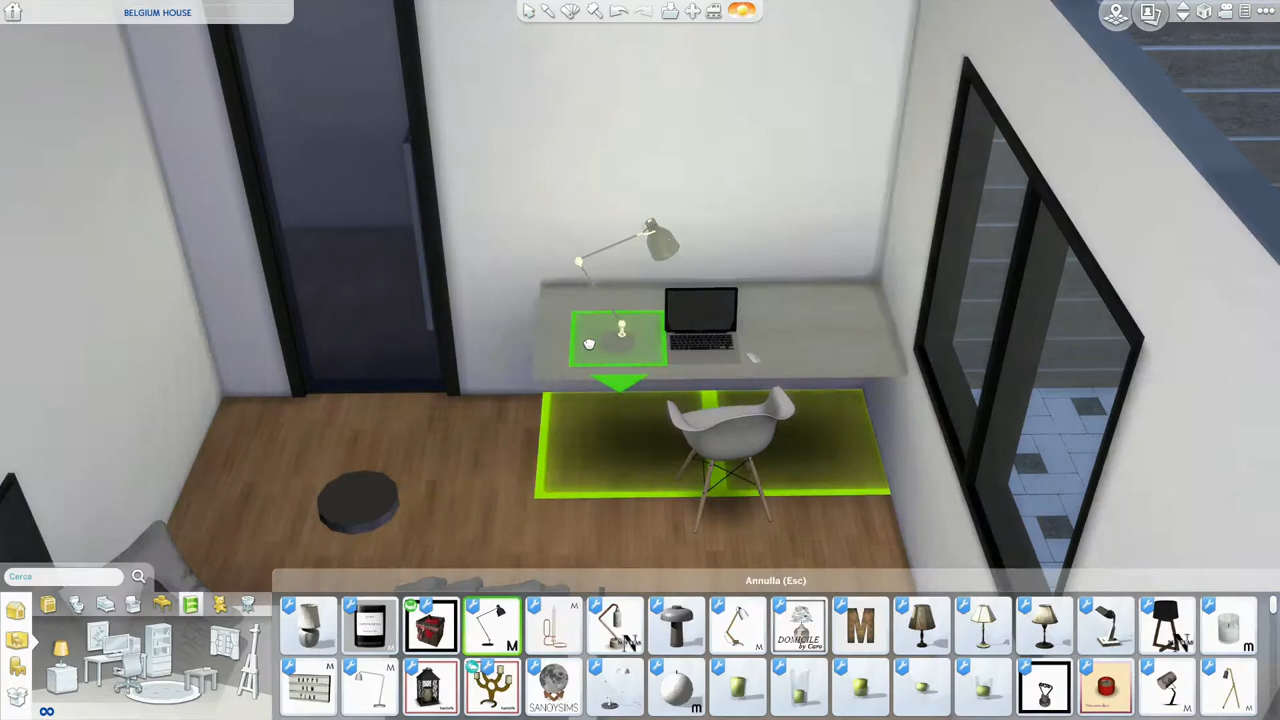 BELGIUM HOUSE
Annulla (Esc)
Cerca
M
M
N
M
DOMICILE
by Caro
M
N
m
M
M
SANOYSIMS
m
M
M